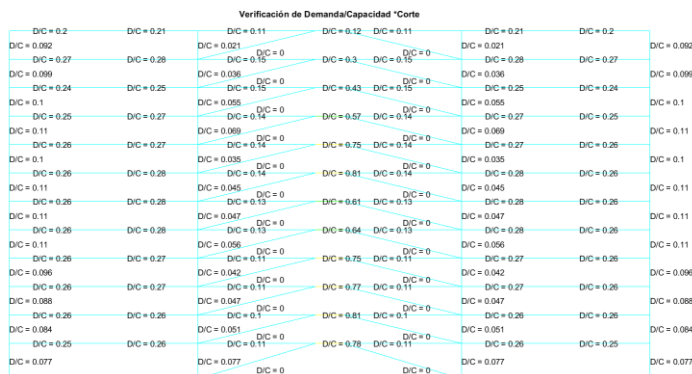 Verificación de Demanda/Capacidad *Corte
D/C = 0.2 D/C = 0.21 D/C = 0.11 D/C = 0.12 D/C = 0.11 D/C = 0.21 D/C = 0.2
D/C = 0.092 D/C = 0.021 D/C = 0 D/C = 0 D/C = 0.021 D/C = 0.092
D/C = 0.27 D/C = 0.28 D/C = 0.15 D/C = 0.3 D/C = 0.15 D/C = 0.28 D/C = 0.27
D/C = 0.099 D/C = 0.036 D/C = 0 D/C = 0 D/C = 0.036 D/C = 0.099
D/C = 0.24 D/C = 0.25 D/C = 0.15 D/C = 0.43 D/C = 0.15 D/C = 0.25 D/C = 0.24
D/C = 0.1 D/C = 0.055 D/C = 0 D/C = 0 D/C = 0.055 D/C = 0.1
D/C = 0.25 D/C = 0.27 D/C = 0.14 D/C = 0.57 D/C = 0.14 D/C = 0.27 D/C = 0.25
D/C = 0.11 D/C = 0.069 D/C = 0 D/C = 0 D/C = 0.069 D/C = 0.11
D/C = 0.26 D/C = 0.27 D/C = 0.14 D/C = 0.75 D/C = 0.14 D/C = 0.27 D/C = 0.26
D/C = 0.1 D/C = 0.035 D/C = 0 D/C = 0 D/C = 0.035 D/C = 0.1
D/C = 0.26 D/C = 0.28 D/C = 0.14 D/C = 0.81 D/C = 0.14 D/C = 0.28 D/C = 0.26
D/C = 0.11 D/C = 0.045 D/C = 0 D/C = 0 D/C = 0.045 D/C = 0.11
D/C = 0.26 D/C = 0.28 D/C = 0.13 D/C = 0.61 D/C = 0.13 D/C = 0.28 D/C = 0.26
D/C = 0.11 D/C = 0.047 D/C = 0 D/C = 0 D/C = 0.047 D/C = 0.11
D/C = 0.26 D/C = 0.28 D/C = 0.13 D/C = 0.64 D/C = 0.13 D/C = 0.28 D/C = 0.26
D/C = 0.11 D/C = 0.056 D/C = 0 D/C = 0 D/C = 0.056 D/C = 0.11
D/C = 0.26 D/C = 0.27 D/C = 0.11 D/C = 0.75 D/C = 0.11 D/C = 0.27 D/C = 0.26
D/C = 0.096 D/C = 0.042 D/C = 0 D/C = 0 D/C = 0.042 D/C = 0.096
D/C = 0.26 D/C = 0.27 D/C = 0.11 D/C = 0.77 D/C = 0.11 D/C = 0.27 D/C = 0.26
D/C = 0.088 D/C = 0.047 D/C = 0 D/C = 0 D/C = 0.047 D/C = 0.088
D/C = 0.26 D/C = 0.26 D/C = 0.1 D/C = 0.81 D/C = 0.1 D/C = 0.26 D/C = 0.26
D/C = 0.084 D/C = 0.051 D/C = 0 D/C = 0 D/C = 0.051 D/C = 0.084
D/C = 0.25 D/C = 0.26 D/C = 0.11 D/C = 0.78 D/C = 0.11 D/C = 0.26 D/C = 0.25
D/C = 0.077 D/C = 0.077 D/C = 0 D/C = 0 D/C = 0.077 D/C = 0.077